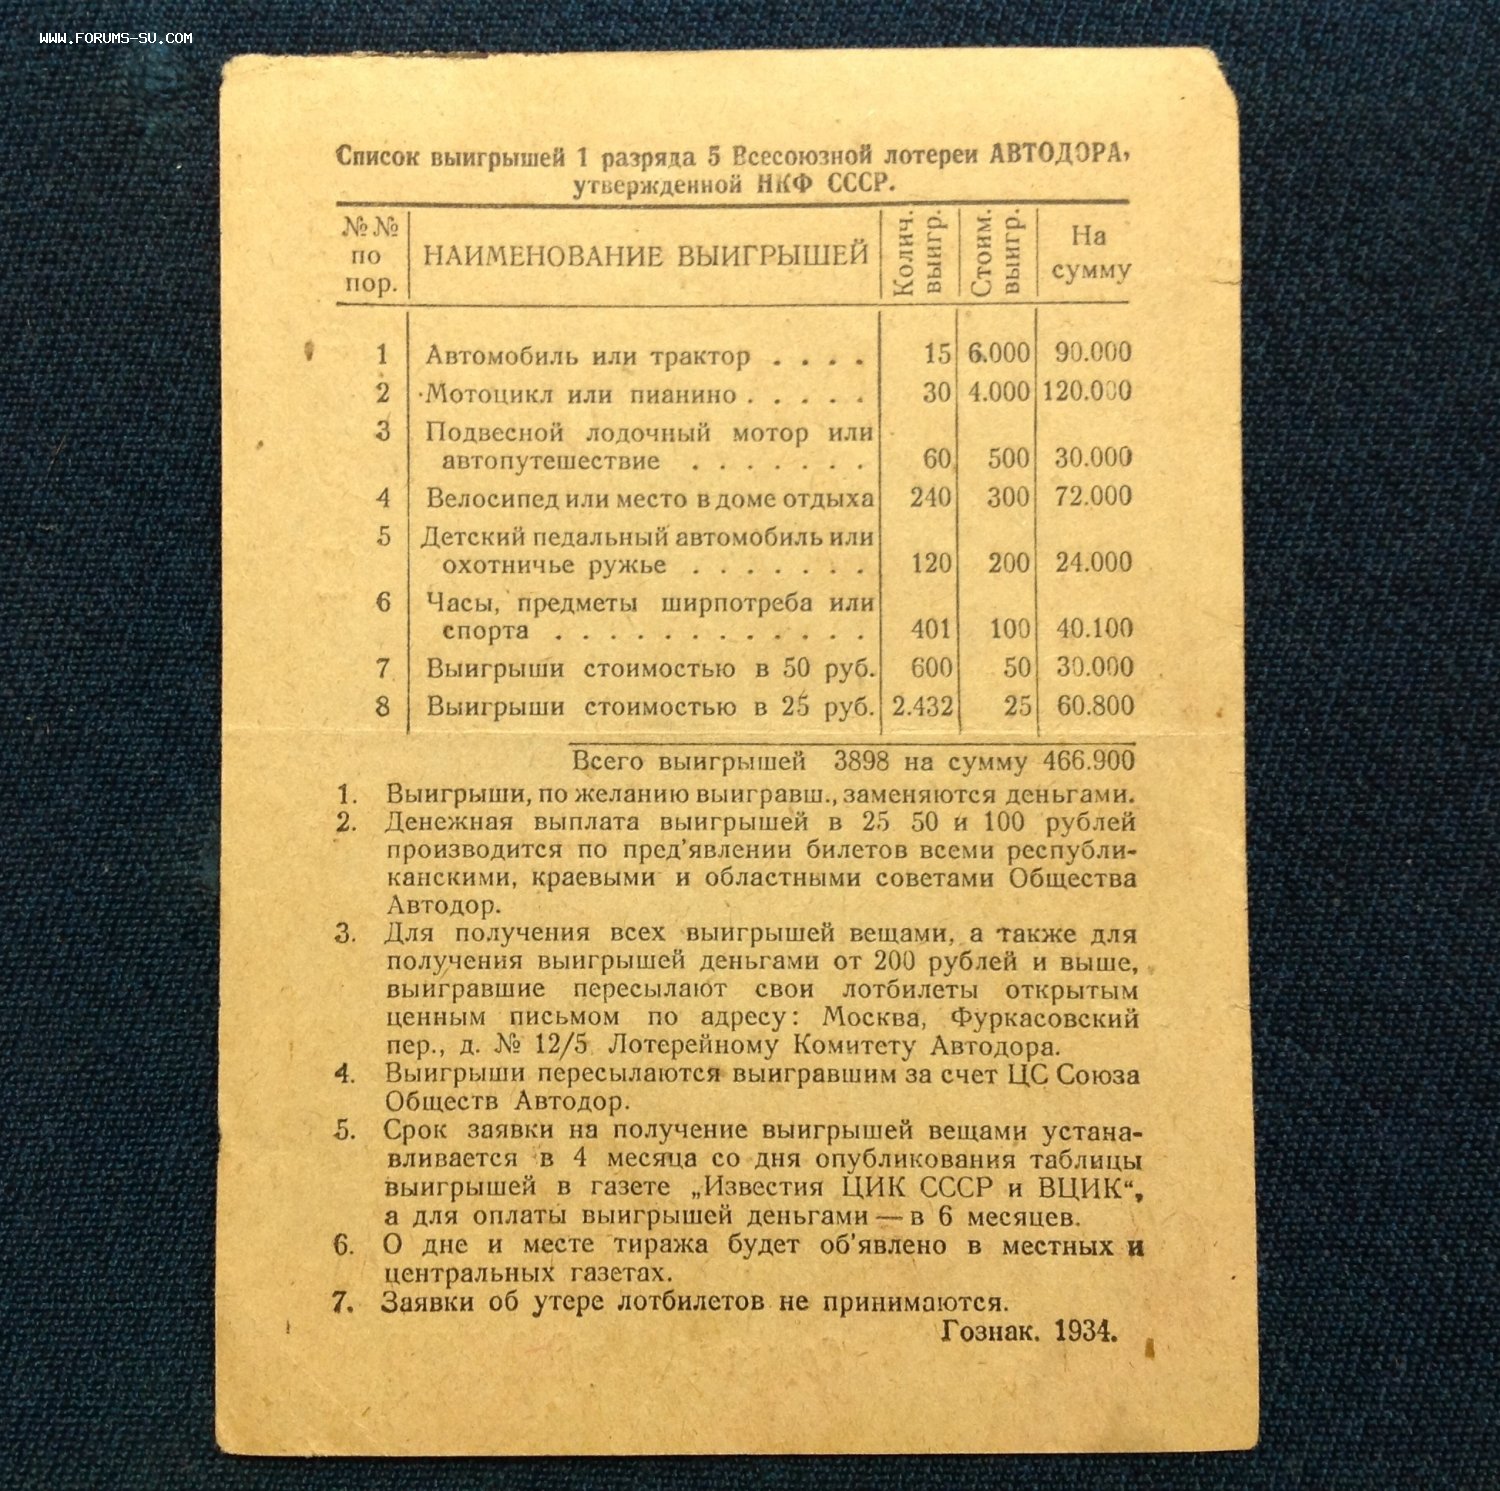 WWW.FORUMS-SU.COM
Список выигрышей 1 разряда 5 Всесоюзной лотереи АВТОДОРА,
утвержденной НКФ СССР.
№№ по пор. НАИМЕНОВАНИЕ ВЫИГРЫШЕЙ Колич. выигр. Стоим. выигр. На сумму
1 Автомобиль или трактор . . . . 15 6.000 90.000
2 Мотоцикл или пианино . . . . . 30 4.000 120.000
3 Подвесной лодочный мотор или
автопутешествие . . . . . . . 60 500 30.000
4 Велосипед или место в доме отдыха 240 300 72.000
5 Детский педальный автомобиль или
охотничье ружье . . . . . . . 120 200 24.000
6 Часы, предметы ширпотреба или
спорта . . . . . . . . . . . . 401 100 40.100
7 Выигрыши стоимостью в 50 руб. 600 50 30.000
8 Выигрыши стоимостью в 25 руб. 2.432 25 60.800
Всего выигрышей 3898 на сумму 466.900
1. Выигрыши, по желанию выигравш., заменяются деньгами.
2. Денежная выплата выигрышей в 25 50 и 100 рублей
производится по пред'явлении билетов всеми республи-
канскими, краевыми и областными советами Общества
Автодор.
3. Для получения всех выигрышей вещами, а также для
получения выигрышей деньгами от 200 рублей и выше,
выигравшие пересылают свои лотбилеты открытым
ценным письмом по адресу: Москва, Фуркасовский
пер., д. № 12/5 Лотерейному Комитету Автодора.
4. Выигрыши пересылаются выигравшим за счет ЦС Союза
Обществ Автодор.
5. Срок заявки на получение выигрышей вещами устана-
вливается в 4 месяца со дня опубликования таблицы
выигрышей в газете „Известия ЦИК СССР и ВЦИК“,
а для оплаты выигрышей деньгами — в 6 месяцев.
6. О дне и месте тиража будет об'явлено в местных и
центральных газетах.
7. Заявки об утере лотбилетов не принимаются.
Гознак. 1934.